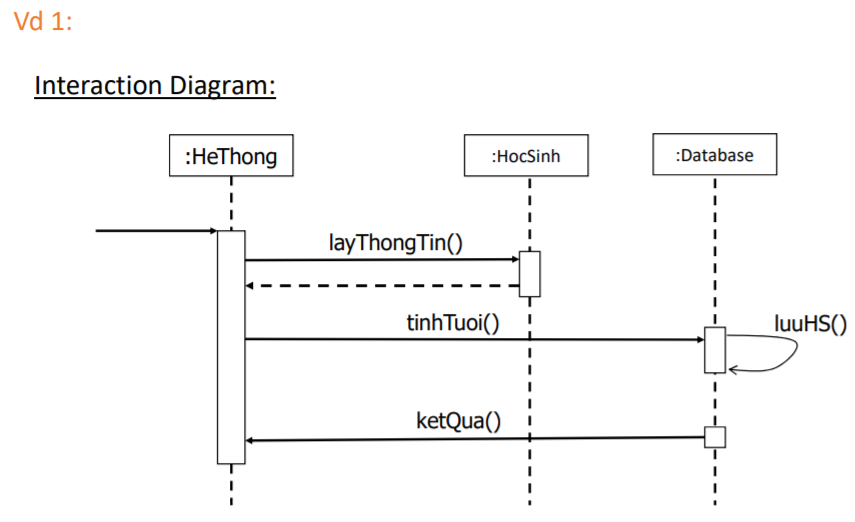 Vd 1:
Interaction Diagram:
:HeThong
:HocSinh
:Database
layThongTin()
tinhTuoi()
luuHS()
ketQua()